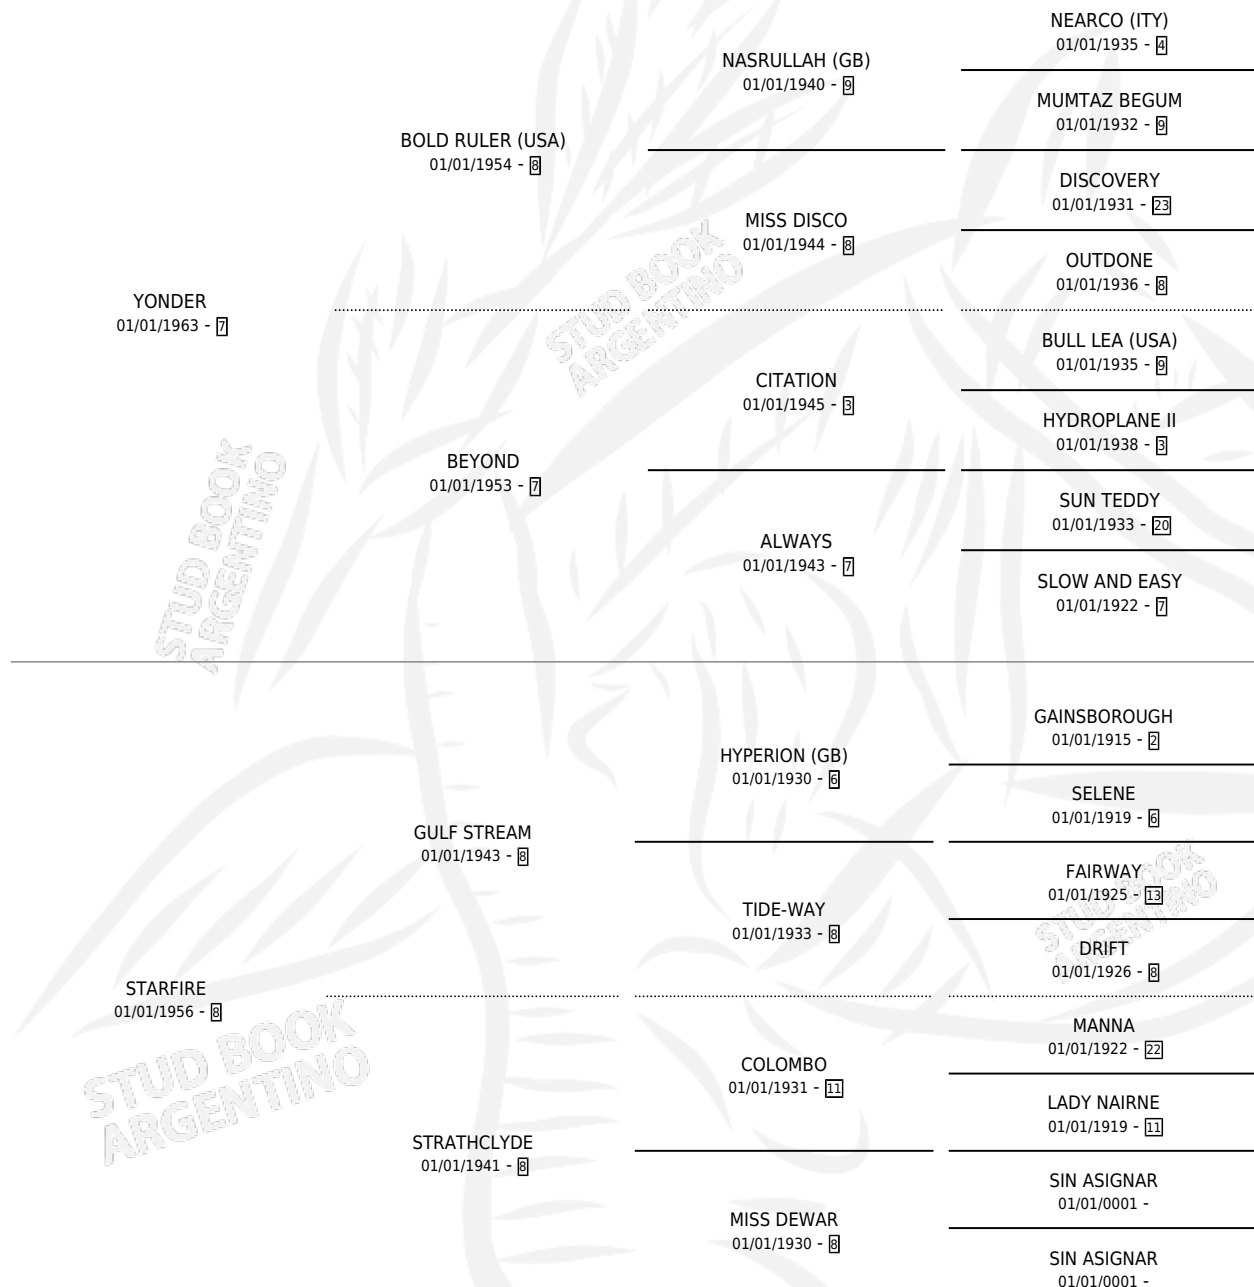 NEARCO (ITY)
01/01/1935 - 4
NASRULLAH (GB)
01/01/1940 - 9
MUMTAZ BEGUM
01/01/1932 - 9
BOLD RULER (USA)
01/01/1954 - 8
DISCOVERY
01/01/1931 - 23
MISS DISCO
01/01/1944 - 8
OUTDONE
01/01/1936 - 8
YONDER
01/01/1963 - 7
STUD BOOK
ARGENTINO
BULL LEA (USA)
01/01/1935 - 9
CITATION
01/01/1945 - 3
HYDROPLANE II
01/01/1938 - 3
BEYOND
01/01/1953 - 7
SUN TEDDY
01/01/1933 - 20
ALWAYS
01/01/1943 - 7
SLOW AND EASY
01/01/1922 - 7
STUD BOOK
ARGENTINO
GAINSBOROUGH
01/01/1915 - 2
HYPERION (GB)
01/01/1930 - 6
SELENE
01/01/1919 - 6
GULF STREAM
01/01/1943 - 8
FAIRWAY
01/01/1925 - 13
TIDE-WAY
01/01/1933 - 8
DRIFT
01/01/1926 - 8
STUD BOOK
ARGENTINO
STARFIRE
01/01/1956 - 8
MANNA
01/01/1922 - 22
COLOMBO
01/01/1931 - 11
LADY NAIRNE
01/01/1919 - 11
STUD BOOK
ARGENTINO
STRATHCLYDE
01/01/1941 - 8
SIN ASIGNAR
01/01/0001 -
MISS DEWAR
01/01/1930 - 8
SIN ASIGNAR
01/01/0001 -